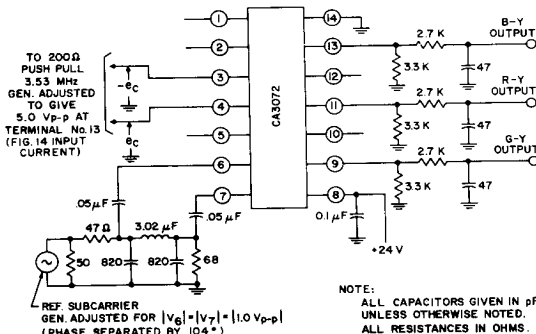 1
14
2
13
3
12
4
11
5
10
6
9
7
8
CA3072
TO 200Ω
PUSH PULL
3.53 MHz
GEN. ADJUSTED
TO GIVE
5.0 Vp-p AT
TERMINAL No.13
(FIG. 14 INPUT
CURRENT)
-eC
eC
B-Y
OUTPUT
2.7 K
3.3 K
47
R-Y
OUTPUT
2.7 K
3.3 K
47
G-Y
OUTPUT
2.7 K
3.3 K
47
.05 μF
.05 μF
0.1 μF
+24 V
47Ω
3.02 μF
50
820
820
68
REF. SUBCARRIER
GEN. ADJUSTED FOR |V6| = |V7| = |1.0 Vp-p|
(PHASE SEPARATED BY 104°)
NOTE:
ALL CAPACITORS GIVEN IN pF
UNLESS OTHERWISE NOTED.
ALL RESISTANCES IN OHMS.